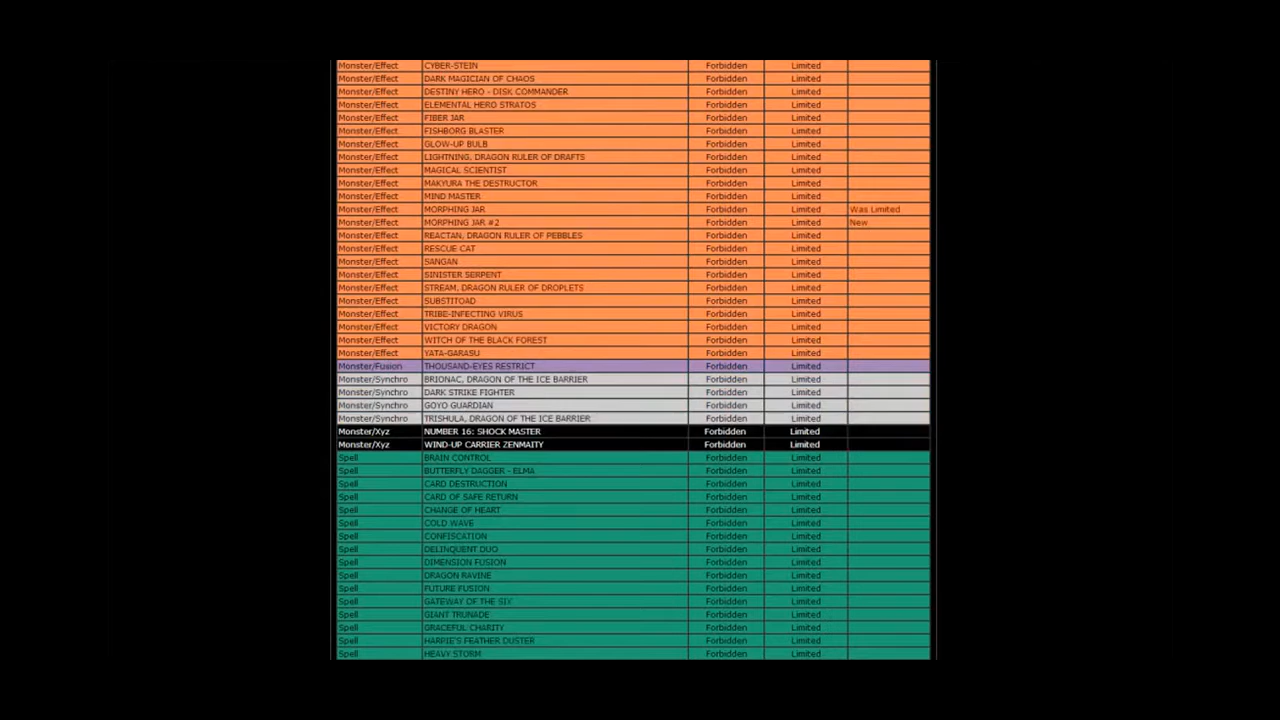 Monster/Effect CYBER-STEIN Forbidden Limited
Monster/Effect DARK MAGICIAN OF CHAOS Forbidden Limited
Monster/Effect DESTINY HERO - DISK COMMANDER Forbidden Limited
Monster/Effect ELEMENTAL HERO STRATOS Forbidden Limited
Monster/Effect FIBER JAR Forbidden Limited
Monster/Effect FISHBORG BLASTER Forbidden Limited
Monster/Effect GLOW-UP BULB Forbidden Limited
Monster/Effect LIGHTNING, DRAGON RULER OF DRAFTS Forbidden Limited
Monster/Effect MAGICAL SCIENTIST Forbidden Limited
Monster/Effect MAKYURA THE DESTRUCTOR Forbidden Limited
Monster/Effect MIND MASTER Forbidden Limited
Monster/Effect MORPHING JAR Forbidden Limited Was Limited
Monster/Effect MORPHING JAR #2 Forbidden Limited New
Monster/Effect REACTAN, DRAGON RULER OF PEBBLES Forbidden Limited
Monster/Effect RESCUE CAT Forbidden Limited
Monster/Effect SANGAN Forbidden Limited
Monster/Effect SINISTER SERPENT Forbidden Limited
Monster/Effect STREAM, DRAGON RULER OF DROPLETS Forbidden Limited
Monster/Effect SUBSTITOAD Forbidden Limited
Monster/Effect TRIBE-INFECTING VIRUS Forbidden Limited
Monster/Effect VICTORY DRAGON Forbidden Limited
Monster/Effect WITCH OF THE BLACK FOREST Forbidden Limited
Monster/Effect YATA-GARASU Forbidden Limited
Monster/Fusion THOUSAND-EYES RESTRICT Forbidden Limited
Monster/Synchro BRIONAC, DRAGON OF THE ICE BARRIER Forbidden Limited
Monster/Synchro DARK STRIKE FIGHTER Forbidden Limited
Monster/Synchro GOYO GUARDIAN Forbidden Limited
Monster/Synchro TRISHULA, DRAGON OF THE ICE BARRIER Forbidden Limited
Monster/Xyz NUMBER 16: SHOCK MASTER Forbidden Limited
Monster/Xyz WIND-UP CARRIER ZENMAITY Forbidden Limited
Spell BRAIN CONTROL Forbidden Limited
Spell BUTTERFLY DAGGER - ELMA Forbidden Limited
Spell CARD DESTRUCTION Forbidden Limited
Spell CARD OF SAFE RETURN Forbidden Limited
Spell CHANGE OF HEART Forbidden Limited
Spell COLD WAVE Forbidden Limited
Spell CONFISCATION Forbidden Limited
Spell DELINQUENT DUO Forbidden Limited
Spell DIMENSION FUSION Forbidden Limited
Spell DRAGON RAVINE Forbidden Limited
Spell FUTURE FUSION Forbidden Limited
Spell GATEWAY OF THE SIX Forbidden Limited
Spell GIANT TRUNADE Forbidden Limited
Spell GRACEFUL CHARITY Forbidden Limited
Spell HARPIE'S FEATHER DUSTER Forbidden Limited
Spell HEAVY STORM Forbidden Limited